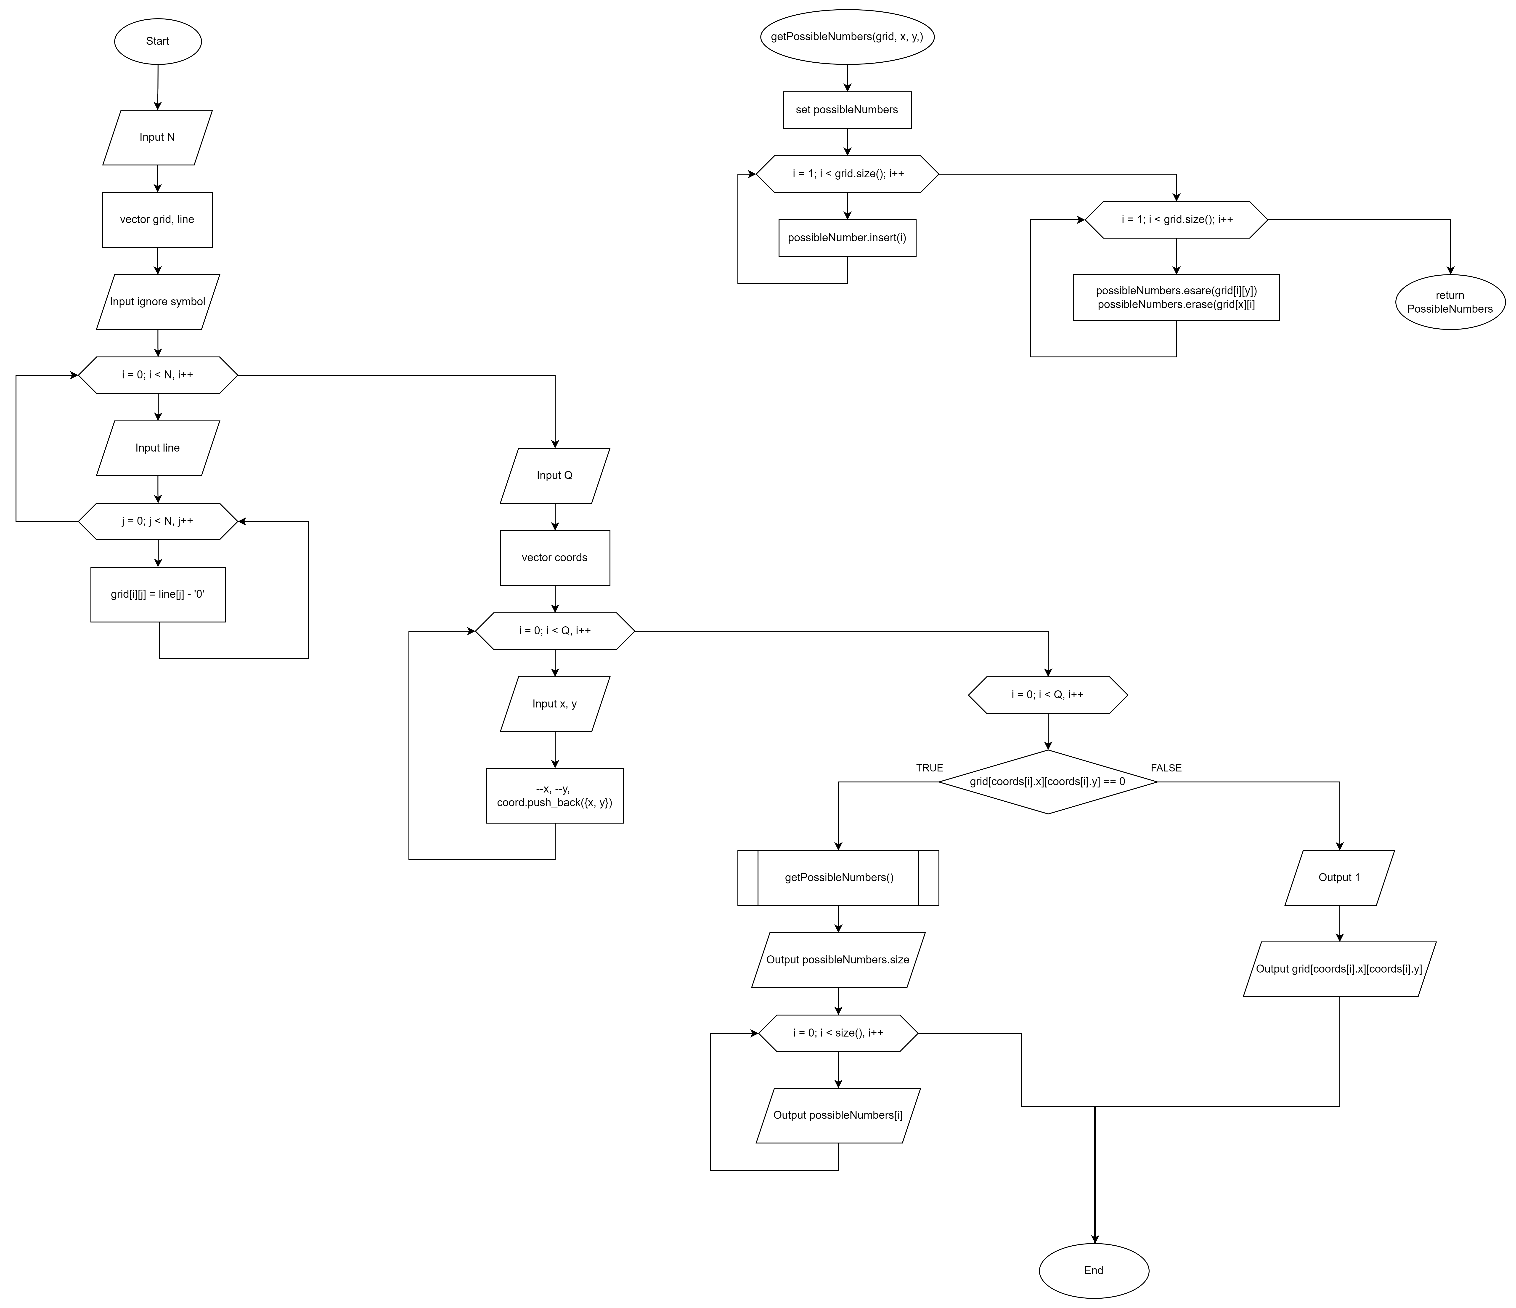 Start
Input N
vector grid, line
Input ignore symbol
i = 0; i < N, i++
Input line
j = 0; j < N, j++
grid[i][j] = line[j] - '0'
Input Q
vector coords
i = 0; i < Q, i++
Input x, y
--x, --y,
coord.push_back({x, y})
i = 0; i < Q, i++
grid[coords[i].x][coords[i].y] == 0
TRUE
FALSE
getPossibleNumbers()
Output possibleNumbers.size
i = 0; i < size(), i++
Output possibleNumbers[i]
Output 1
Output grid[coords[i].x][coords[i].y]
End
getPossibleNumbers(grid, x, y,)
set possibleNumbers
i = 1; i < grid.size(); i++
possibleNumber.insert(i)
i = 1; i < grid.size(); i++
possibleNumbers.esare(grid[i][y])
possibleNumbers.erase(grid[x][i]
return
PossibleNumbers